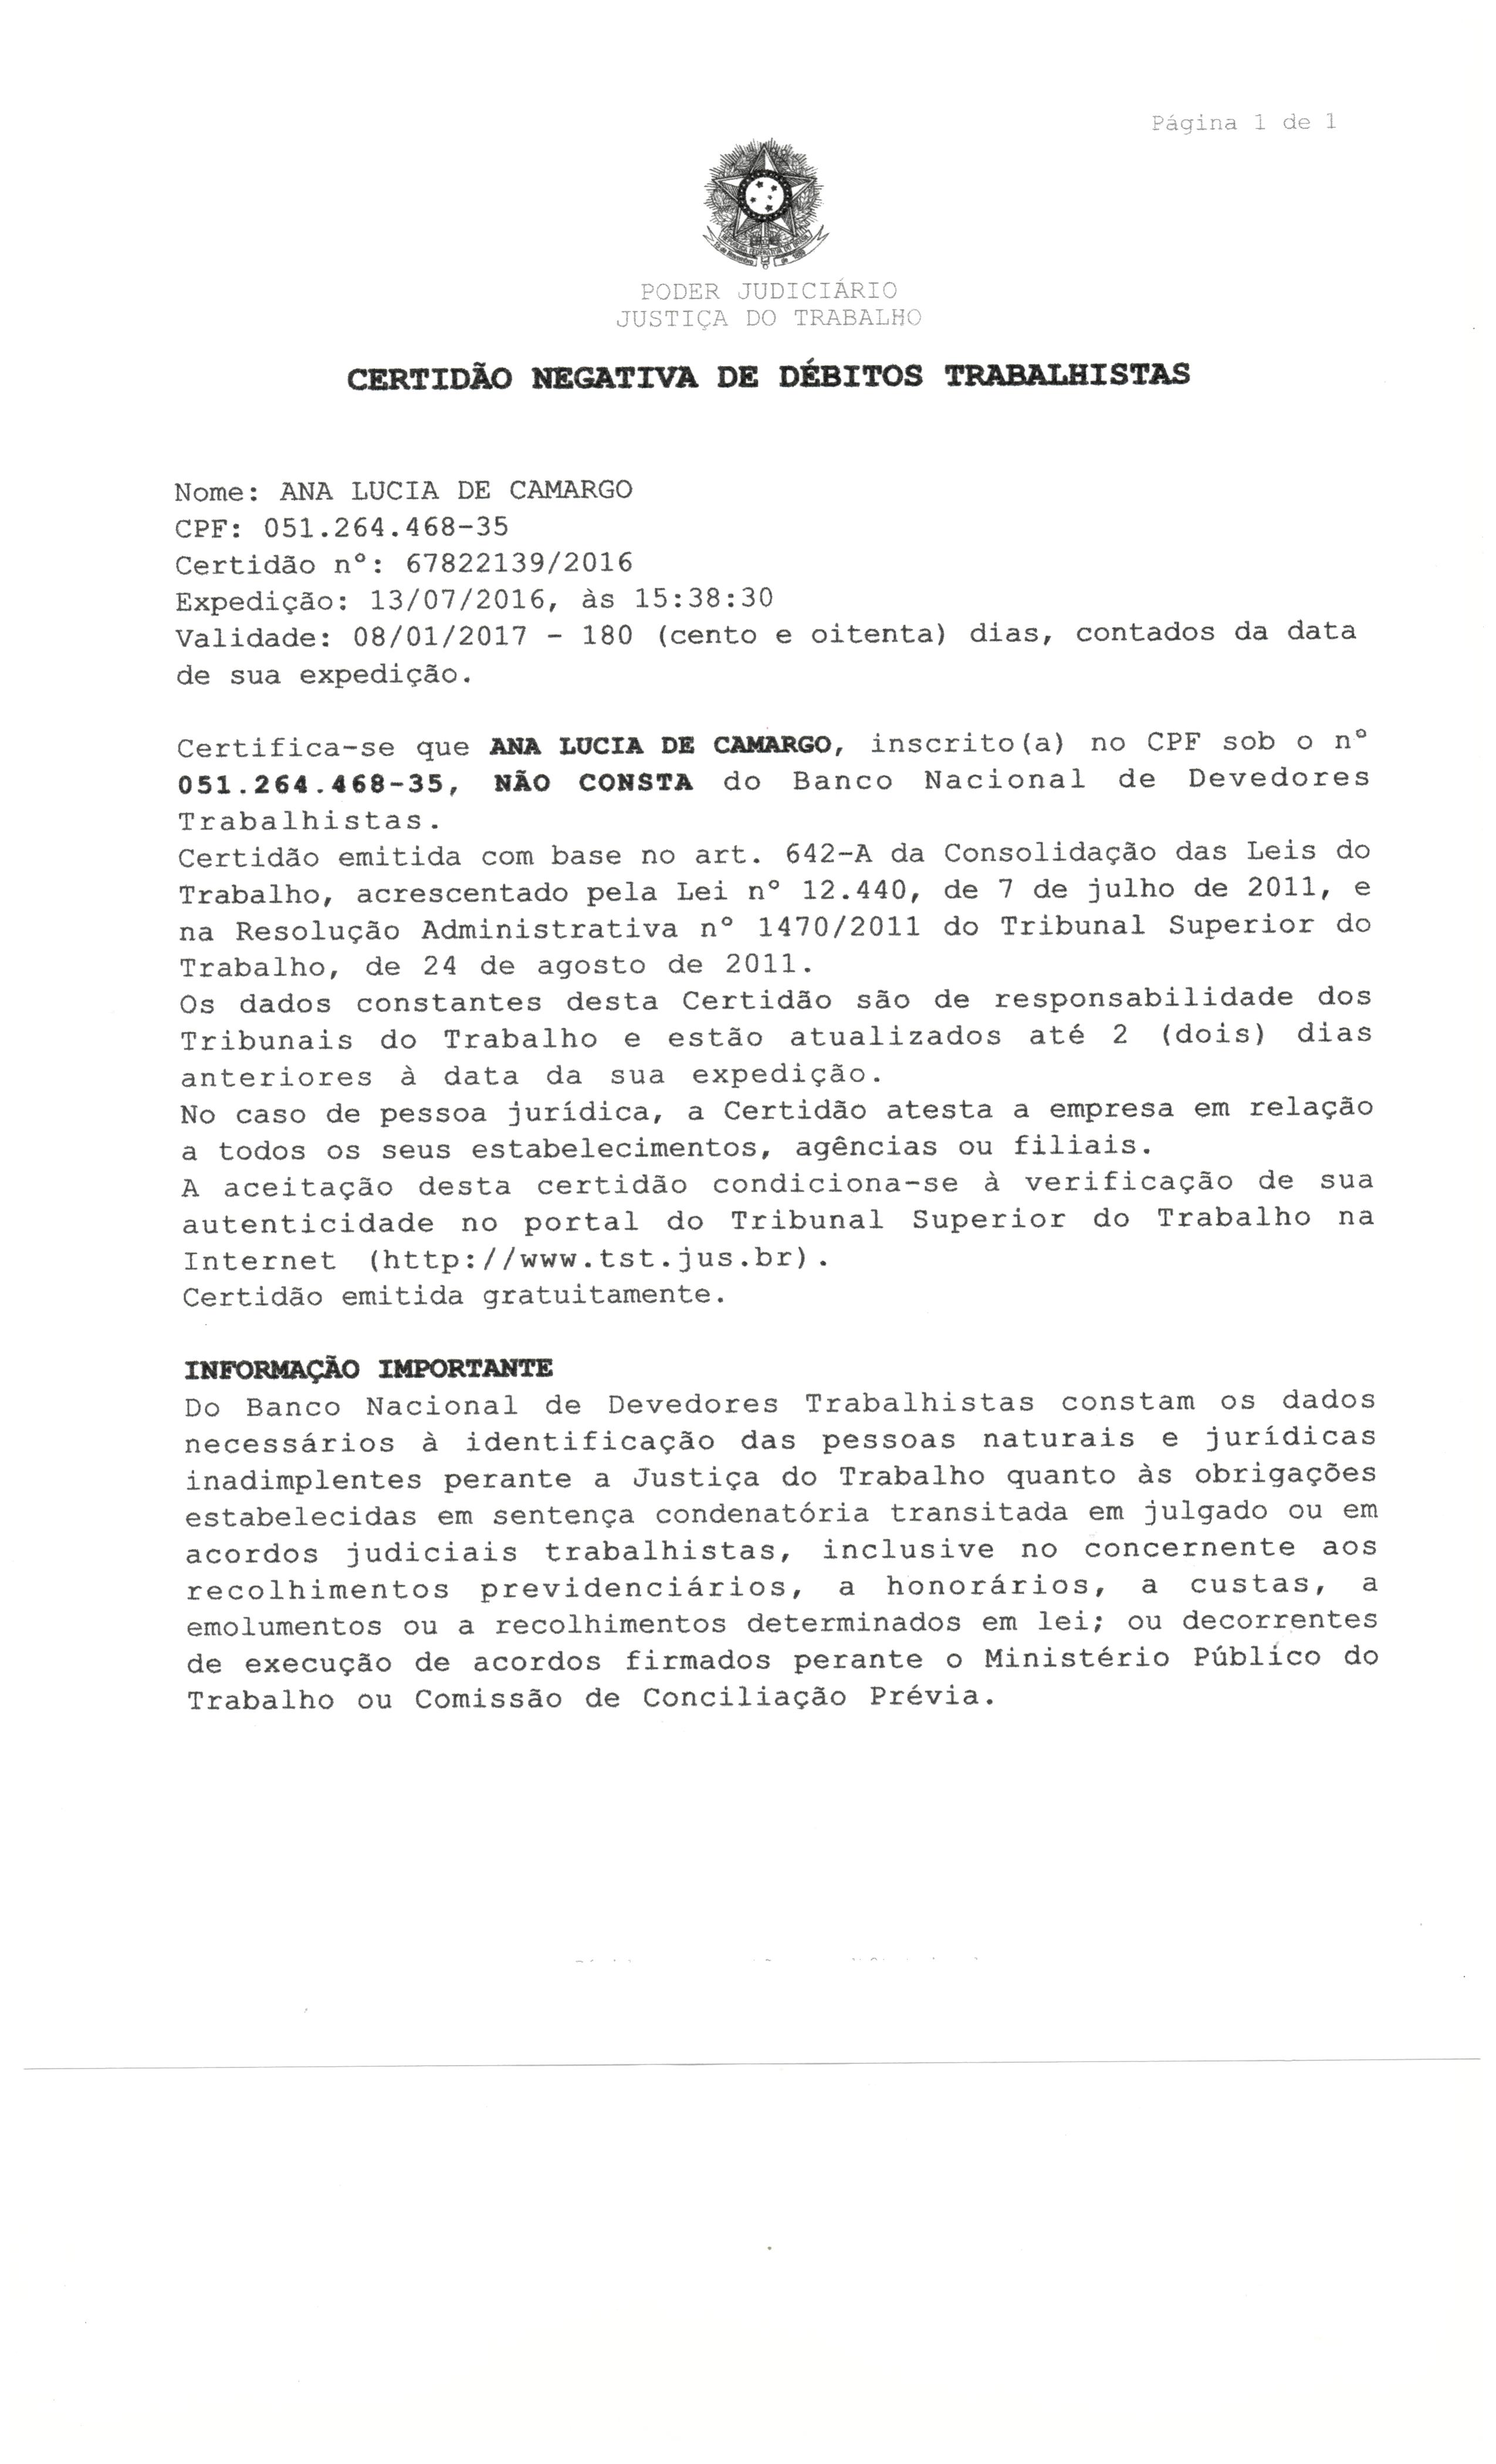 Página 1 de 1
PODER JUDICIÁRIO
JUSTIÇA DO TRABALHO
CERTIDÃO NEGATIVA DE DÉBITOS TRABALHISTAS
Nome: ANA LUCIA DE CAMARGO
CPF: 051.264.468-35
Certidão nº: 67822139/2016
Expedição: 13/07/2016, às 15:38:30
Validade: 08/01/2017 - 180 (cento e oitenta) dias, contados da data
de sua expedição.
Certifica-se que ANA LUCIA DE CAMARGO, inscrito(a) no CPF sob o nº
051.264.468-35, NÃO CONSTA do Banco Nacional de Devedores
Trabalhistas.
Certidão emitida com base no art. 642-A da Consolidação das Leis do
Trabalho, acrescentado pela Lei nº 12.440, de 7 de julho de 2011, e
na Resolução Administrativa nº 1470/2011 do Tribunal Superior do
Trabalho, de 24 de agosto de 2011.
Os dados constantes desta Certidão são de responsabilidade dos
Tribunais do Trabalho e estão atualizados até 2 (dois) dias
anteriores à data da sua expedição.
No caso de pessoa jurídica, a Certidão atesta a empresa em relação
a todos os seus estabelecimentos, agências ou filiais.
A aceitação desta certidão condiciona-se à verificação de sua
autenticidade no portal do Tribunal Superior do Trabalho na
Internet (http://www.tst.jus.br).
Certidão emitida gratuitamente.
INFORMAÇÃO IMPORTANTE
Do Banco Nacional de Devedores Trabalhistas constam os dados
necessários à identificação das pessoas naturais e jurídicas
inadimplentes perante a Justiça do Trabalho quanto às obrigações
estabelecidas em sentença condenatória transitada em julgado ou em
acordos judiciais trabalhistas, inclusive no concernente aos
recolhimentos previdenciários, a honorários, a custas, a
emolumentos ou a recolhimentos determinados em lei; ou decorrentes
de execução de acordos firmados perante o Ministério Público do
Trabalho ou Comissão de Conciliação Prévia.